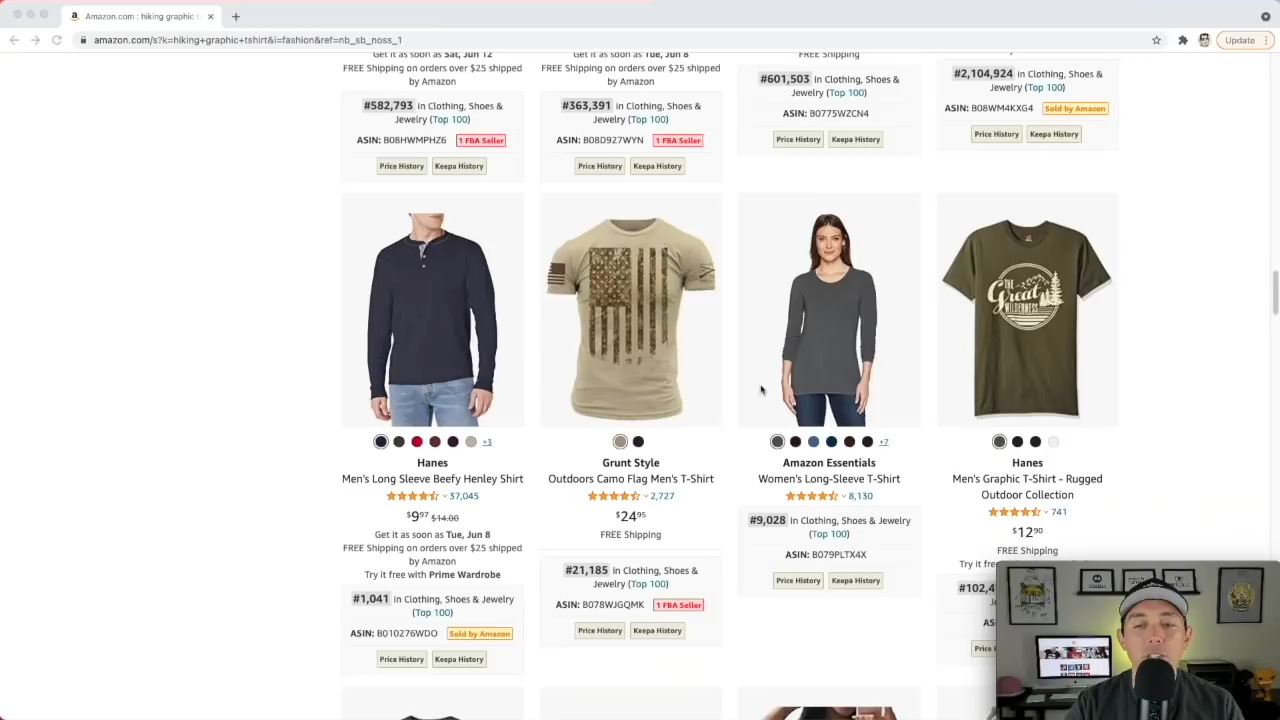 Amazon.com : hiking graphic t
amazon.com/s?k=hiking+graphic+tshirt&i=fashion&ref=nb_sb_noss_1
Update
Get it as soon as Sat, Jun 12
FREE Shipping on orders over $25 shipped
by Amazon
#582,793 in Clothing, Shoes &
Jewelry (Top 100)
ASIN: B08HWMPHZ6 1 FBA Seller
Price History Keepa History
Get it as soon as Tue, Jun 8
FREE Shipping on orders over $25 shipped
by Amazon
#363,391 in Clothing, Shoes &
Jewelry (Top 100)
ASIN: B08D927WYN 1 FBA Seller
Price History Keepa History
FREE Shipping
#601,503 in Clothing, Shoes &
Jewelry (Top 100)
ASIN: B0775WZCN4
Price History Keepa History
#2,104,924 in Clothing, Shoes &
Jewelry (Top 100)
ASIN: B08WM4KXG4 Sold by Amazon
Price History Keepa History
THE
Great
WILDERNESS
+3
Hanes
Men's Long Sleeve Beefy Henley Shirt
37,045
$9.97 $14.00
Get it as soon as Tue, Jun 8
FREE Shipping on orders over $25 shipped
by Amazon
Try it free with Prime Wardrobe
#1,041 in Clothing, Shoes & Jewelry
(Top 100)
ASIN: B010276WDO Sold by Amazon
Price History Keepa History
Grunt Style
Outdoors Camo Flag Men's T-Shirt
2,727
$24.95
FREE Shipping
#21,185 in Clothing, Shoes &
Jewelry (Top 100)
ASIN: B078WJGQMK 1 FBA Seller
Price History Keepa History
+7
Amazon Essentials
Women's Long-Sleeve T-Shirt
8,130
#9,028 in Clothing, Shoes & Jewelry
(Top 100)
ASIN: B079PLTX4X
Price History Keepa History
Hanes
Men's Graphic T-Shirt - Rugged
Outdoor Collection
741
$12.90
FREE Shipping
Try it
#102,4